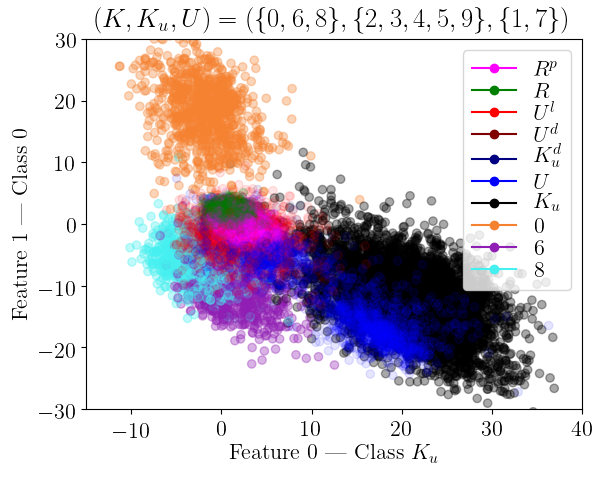 (K, K_u, U) = ({0, 6, 8}, {2, 3, 4, 5, 9}, {1, 7})
30
20
10
0
−10
−20
−30
Feature 1 — Class 0
R^p
R
U^l
U^d
K_u^d
U
K_u
0
6
8
−10
0
10
20
30
40
Feature 0 — Class K_u